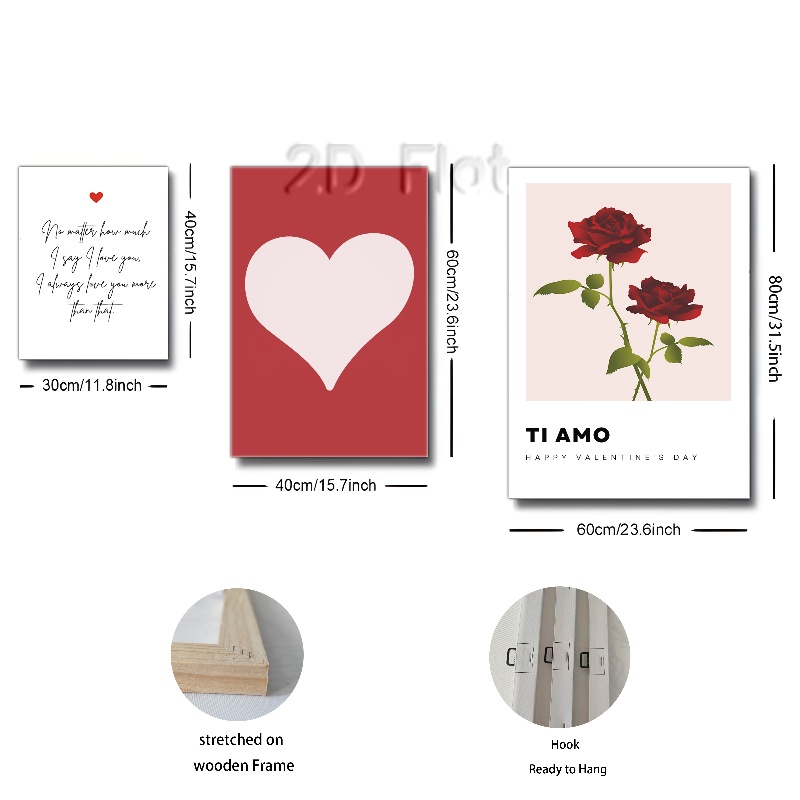 2D Flat
No matter how much
I say I love you,
I always love you more
than that.
40cm/15.7inch
30cm/11.8inch
60cm/23.6inch
40cm/15.7inch
TI AMO
HAPPY VALENTINE'S DAY
80cm/31.5inch
60cm/23.6inch
stretched on
wooden Frame
Hook
Ready to Hang